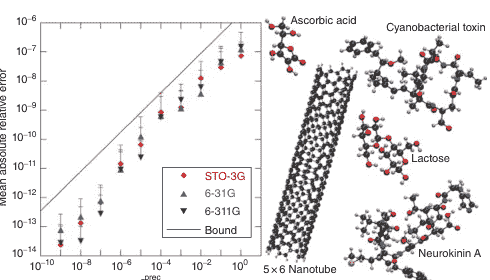 Mean absolute relative error
10⁻⁶
10⁻⁷
10⁻⁸
10⁻⁹
10⁻¹⁰
10⁻¹¹
10⁻¹²
10⁻¹³
10⁻¹⁴
10⁻¹⁰
10⁻⁸
10⁻⁶
10⁻⁴
10⁻²
10⁰
prec
STO-3G
6-31G
6-311G
Bound
Ascorbic acid
Cyanobacterial toxin
Lactose
Neurokinin A
5×6 Nanotube